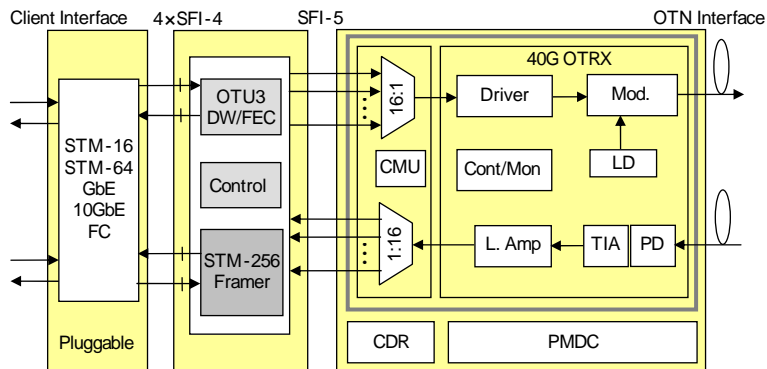 Client Interface
4×SFI-4
SFI-5
OTN Interface
STM-16
STM-64
GbE
10GbE
FC
Pluggable
OTU3
DW/FEC
Control
STM-256
Framer
16:1
CMU
1:16
40G OTRX
Driver
Mod.
Cont/Mon
LD
L. Amp
TIA
PD
CDR
PMDC